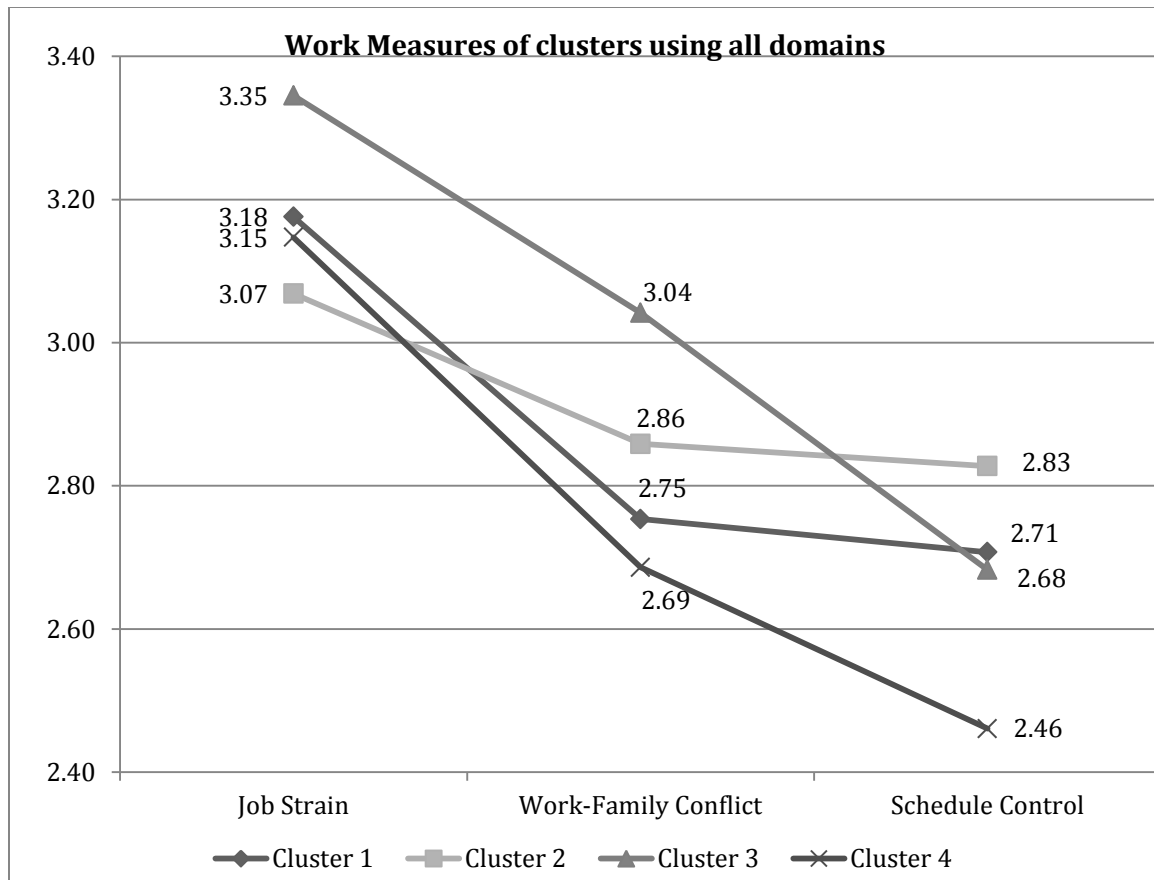 Work Measures of clusters using all domains
3.40
3.20
3.00
2.80
2.60
2.40
3.35
3.18
3.15
3.07
3.04
2.86
2.75
2.69
2.83
2.71
2.68
2.46
Job Strain
Work-Family Conflict
Schedule Control
Cluster 1
Cluster 2
Cluster 3
Cluster 4